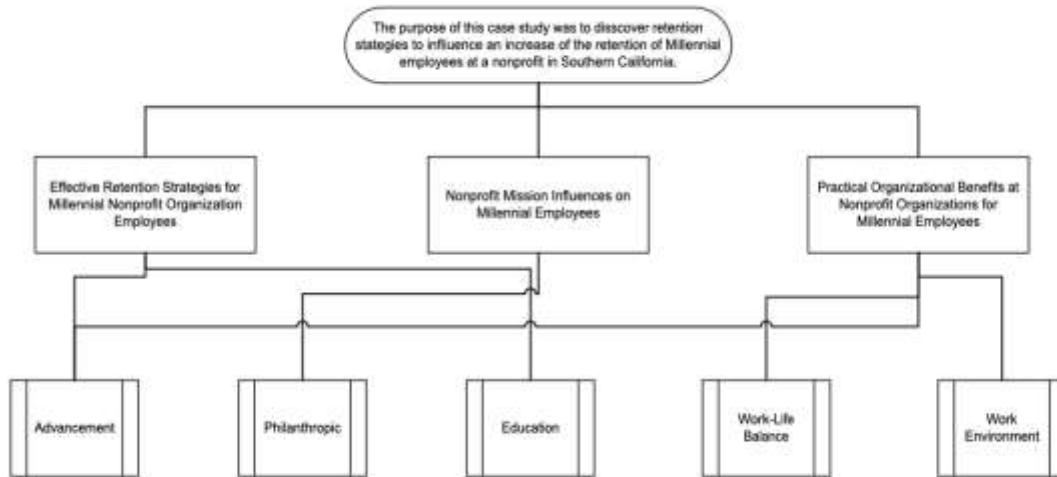 The purpose of this case study was to disscover retention
stategies to influence an increase of the retention of Millennial
employees at a nonprofit in Southern California.
Effective Retention Strategies for
Millennial Nonprofit Organization
Employees
Nonprofit Mission Influences on
Millennial Employees
Practical Organizational Benefits at
Nonprofit Organizations for
Millennial Employees
Advancement
Philanthropic
Education
Work-Life
Balance
Work
Environment